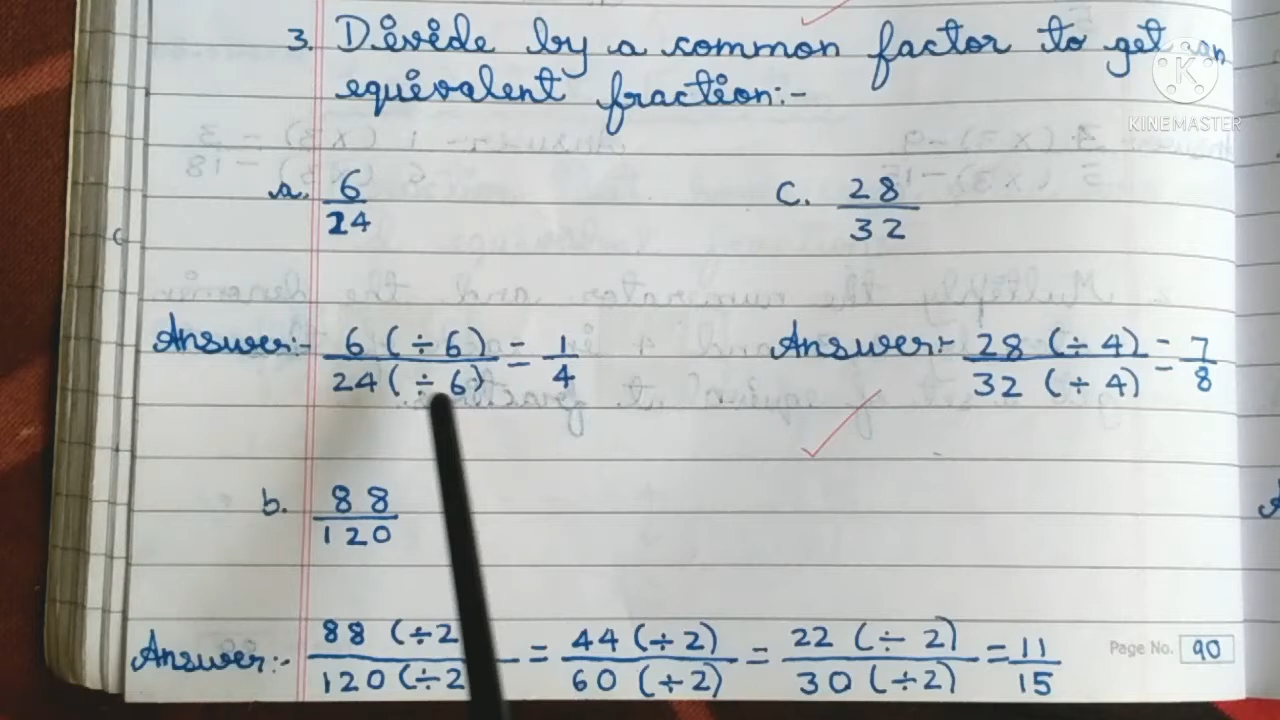 3. Divide by a common factor to get an
equivalent fraction:-
a. 6/24
c. 28/32
Answer:- 6 (÷6)/24 (÷6) = 1/4
Answer:- 28 (÷ 4)/32 (÷ 4) = 7/8
b. 88/120
Answer:- 88 (÷2/120 (÷2 = 44 (÷2)/60 (÷2) = 22 (÷ 2)/30 (÷2) = 11/15
Page No. 90
KINEMASTER